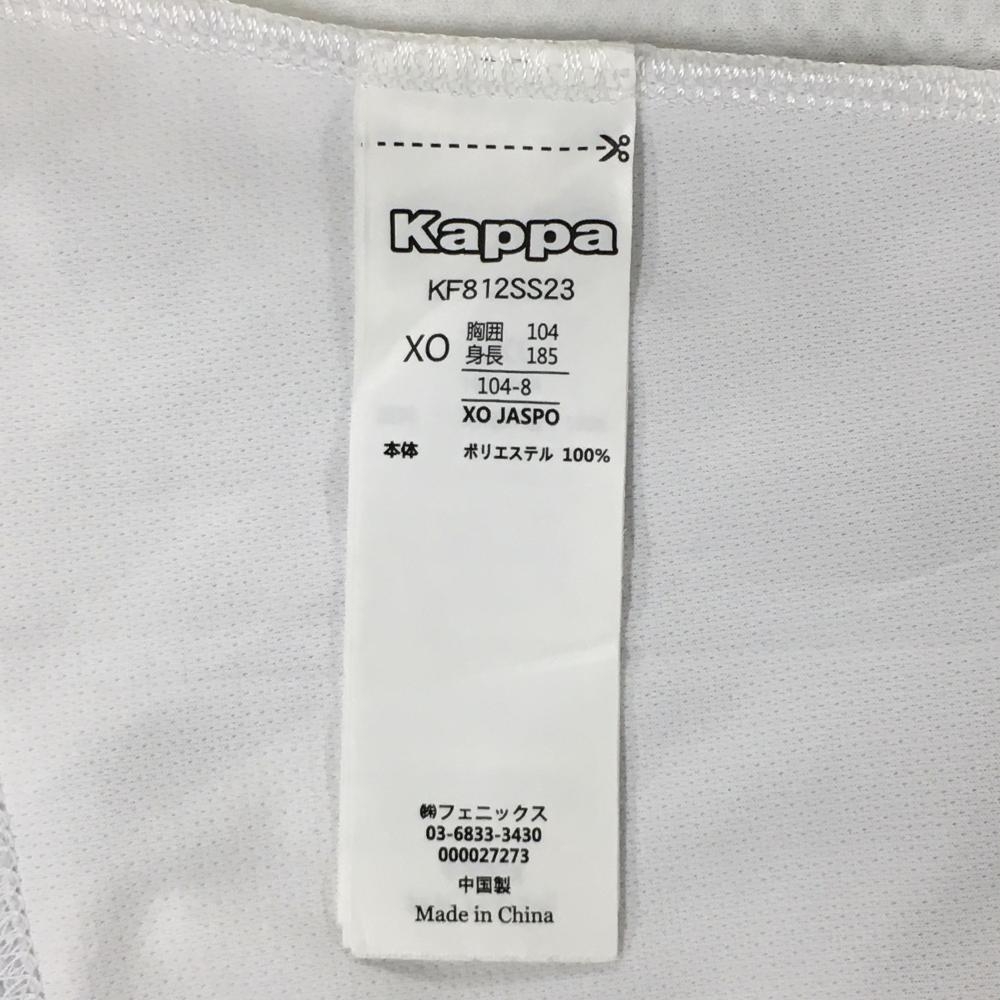 Kappa
KF812SS23
XO 胸囲 104
身長 185
104-8
XO JASPO
本体 ポリエステル 100%
㈱フェニックス
03-6833-3430
000027273
中国製
Made in China